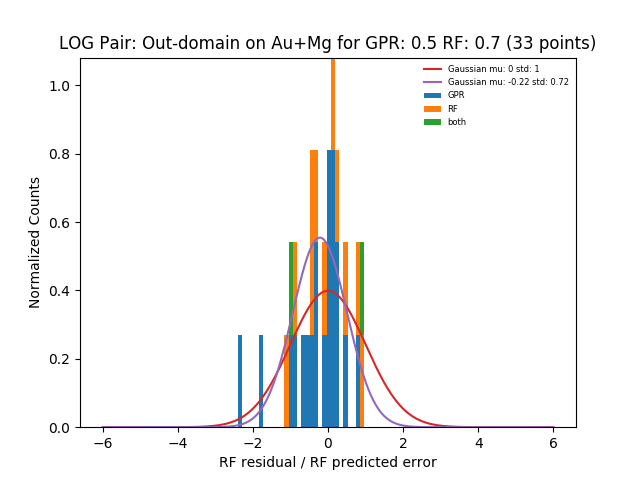 LOG Pair: Out-domain on Au+Mg for GPR: 0.5 RF: 0.7 (33 points)
Gaussian mu: 0 std: 1
Gaussian mu: -0.22 std: 0.72
GPR
RF
both
Normalized Counts
1.0
0.8
0.6
0.4
0.2
0.0
−6 −4 −2 0 2 4 6
RF residual / RF predicted error